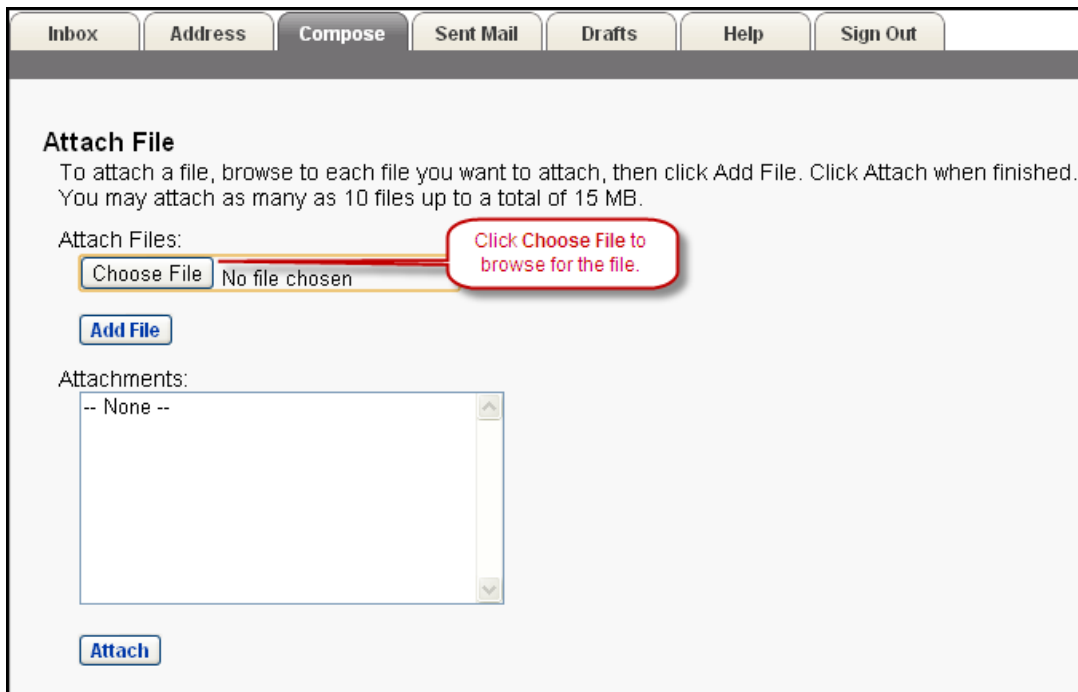 Inbox Address Compose Sent Mail Drafts Help Sign Out
Attach File
To attach a file, browse to each file you want to attach, then click Add File. Click Attach when finished.
You may attach as many as 10 files up to a total of 15 MB.
Attach Files:
Click Choose File to
browse for the file.
Choose File No file chosen
Add File
Attachments:
-- None --
Attach